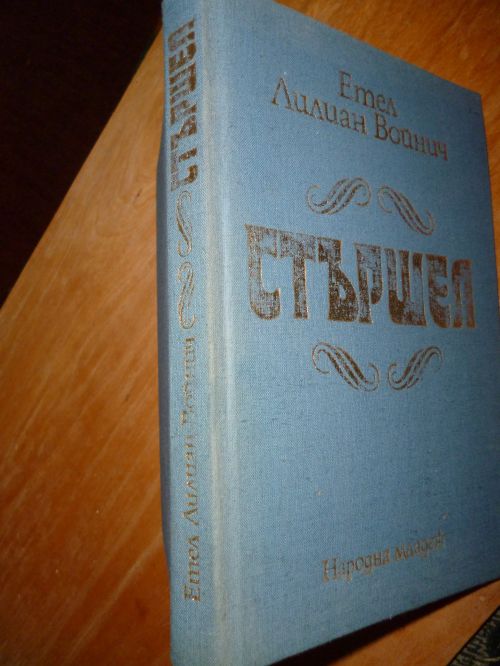 Етел
Лилиан Войнич
СТЪРШЕЛ
Народна младеж
Етел Лилиан Войнич
СТЪРШЕЛ